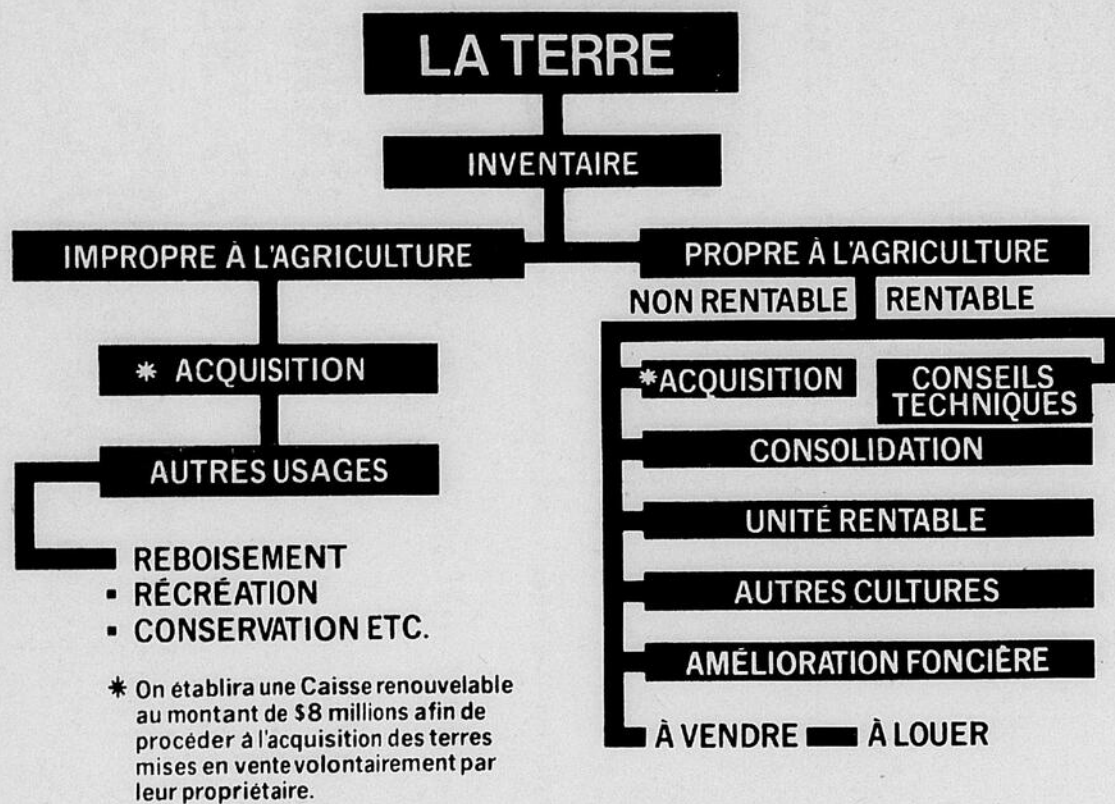 LA TERRE
INVENTAIRE
IMPROPRE À L'AGRICULTURE
* ACQUISITION
AUTRES USAGES
REBOISEMENT
▪ RÉCRÉATION
▪ CONSERVATION ETC.
* On établira une Caisse renouvelable
au montant de $8 millions afin de
procéder à l'acquisition des terres
mises en vente volontairement par
leur propriétaire.
PROPRE À L'AGRICULTURE
NON RENTABLE RENTABLE
*ACQUISITION
CONSEILS
TECHNIQUES
CONSOLIDATION
UNITÉ RENTABLE
AUTRES CULTURES
AMÉLIORATION FONCIÈRE
À VENDRE À LOUER